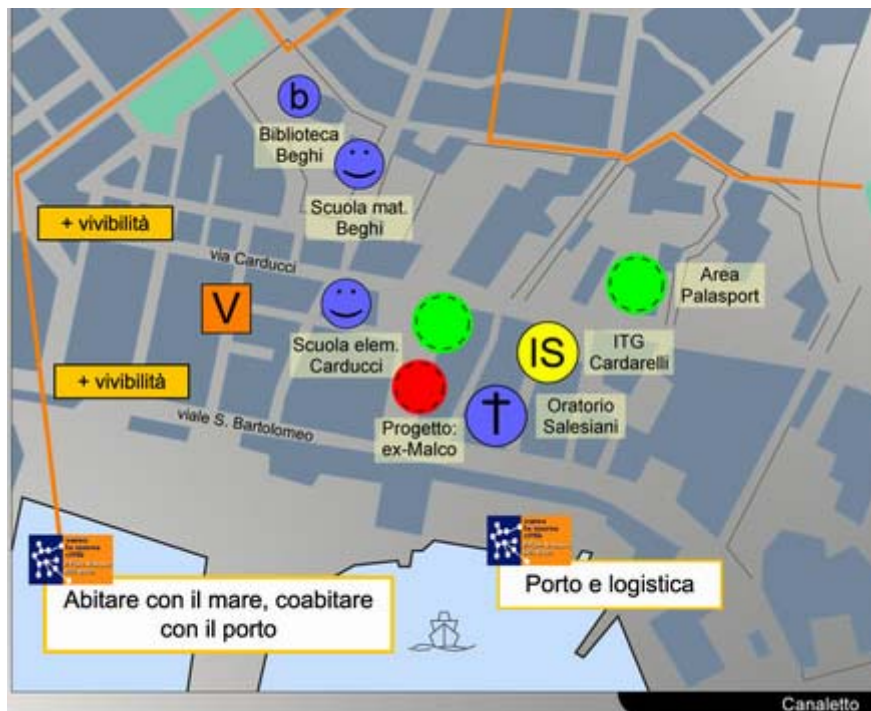 b
Biblioteca
Beghi
Scuola mat.
Beghi
+ vivibilità
via Carducci
Area
Palasport
V
Scuola elem.
Carducci
IS
ITG
Cardarelli
+ vivibilità
viale S. Bartolomeo
Progetto:
ex-Malco
Oratorio
Salesiani
Abitare con il mare, coabitare
con il porto
Porto e logistica
Canaletto